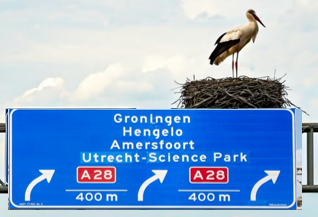 Groningen
Hengelo
Amersfoort
Utrecht-Science Park
A28 A28
400 m 400 m